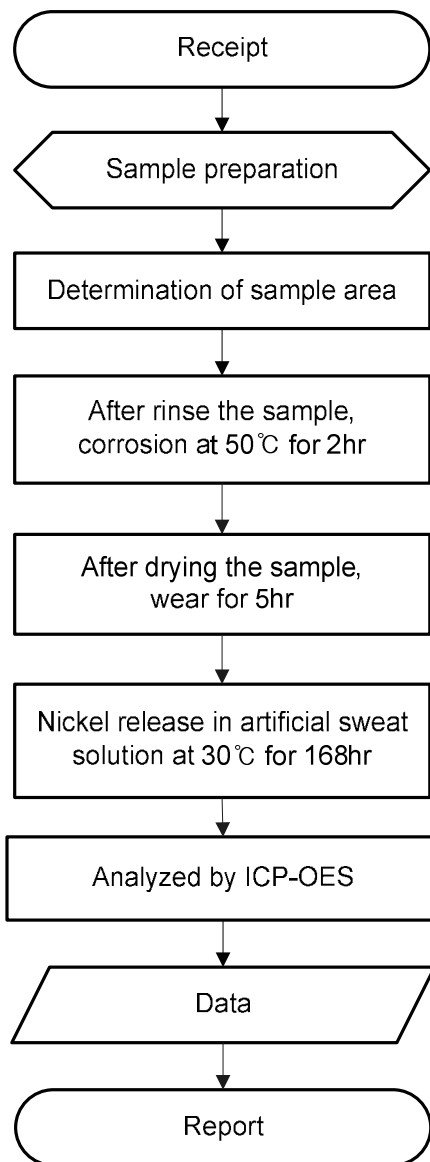 Receipt
Sample preparation
Determination of sample area
After rinse the sample,
corrosion at 50℃ for 2hr
After drying the sample,
wear for 5hr
Nickel release in artificial sweat
solution at 30℃ for 168hr
Analyzed by ICP-OES
Data
Report